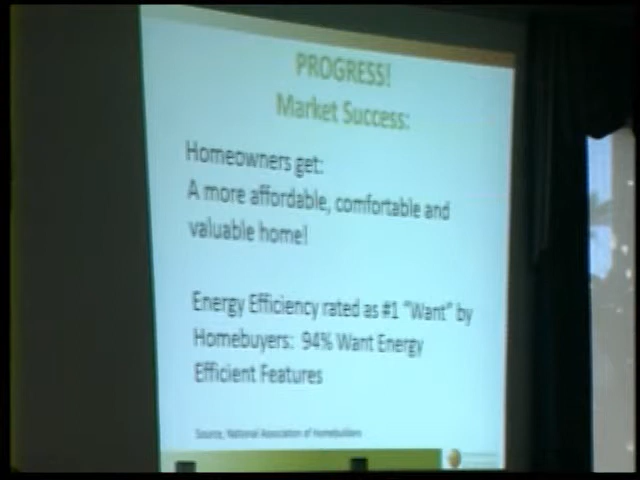 PROGRESS!
Market Success:
Homeowners get:
A more affordable, comfortable and
valuable home!
Energy Efficiency rated as #1 "Want" by
Homebuyers: 94% Want Energy
Efficient Features
Source, National Association of Homebuilders